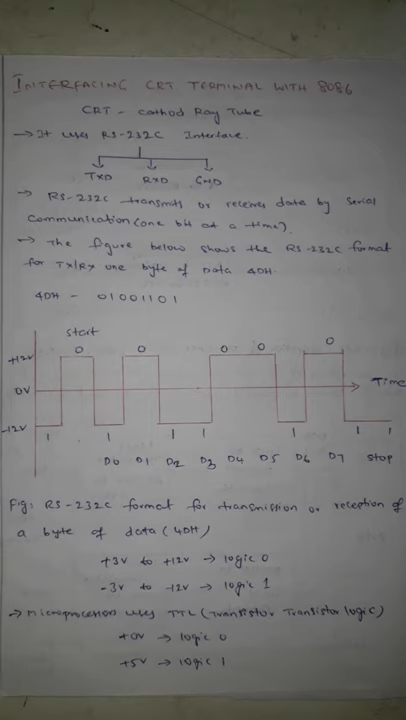 INTERFACING CRT TERMINAL WITH 8086
CRT - Cathod Ray Tube
→ It uses RS-232C Interface.
TXD RXD GND
→ RS-232C transmits or receives data by serial
communication (one bit at a time).
→ The figure below shows the RS-232C format
for Tx/Rx one byte of Data 4DH.
4DH - 01001101
start
0 0 0 0 0
+12V
0V
Time
-12V
1 1 1 1 1 1 1
D0 D1 D2 D3 D4 D5 D6 D7 stop
Fig: RS-232C format for transmission or reception of
a byte of data (4DH)
+3V to +12V → logic 0
-3V to -12V → logic 1
→ Microprocessor uses TTL (Transistor Transistor logic)
+0V → logic 0
+5V → logic 1